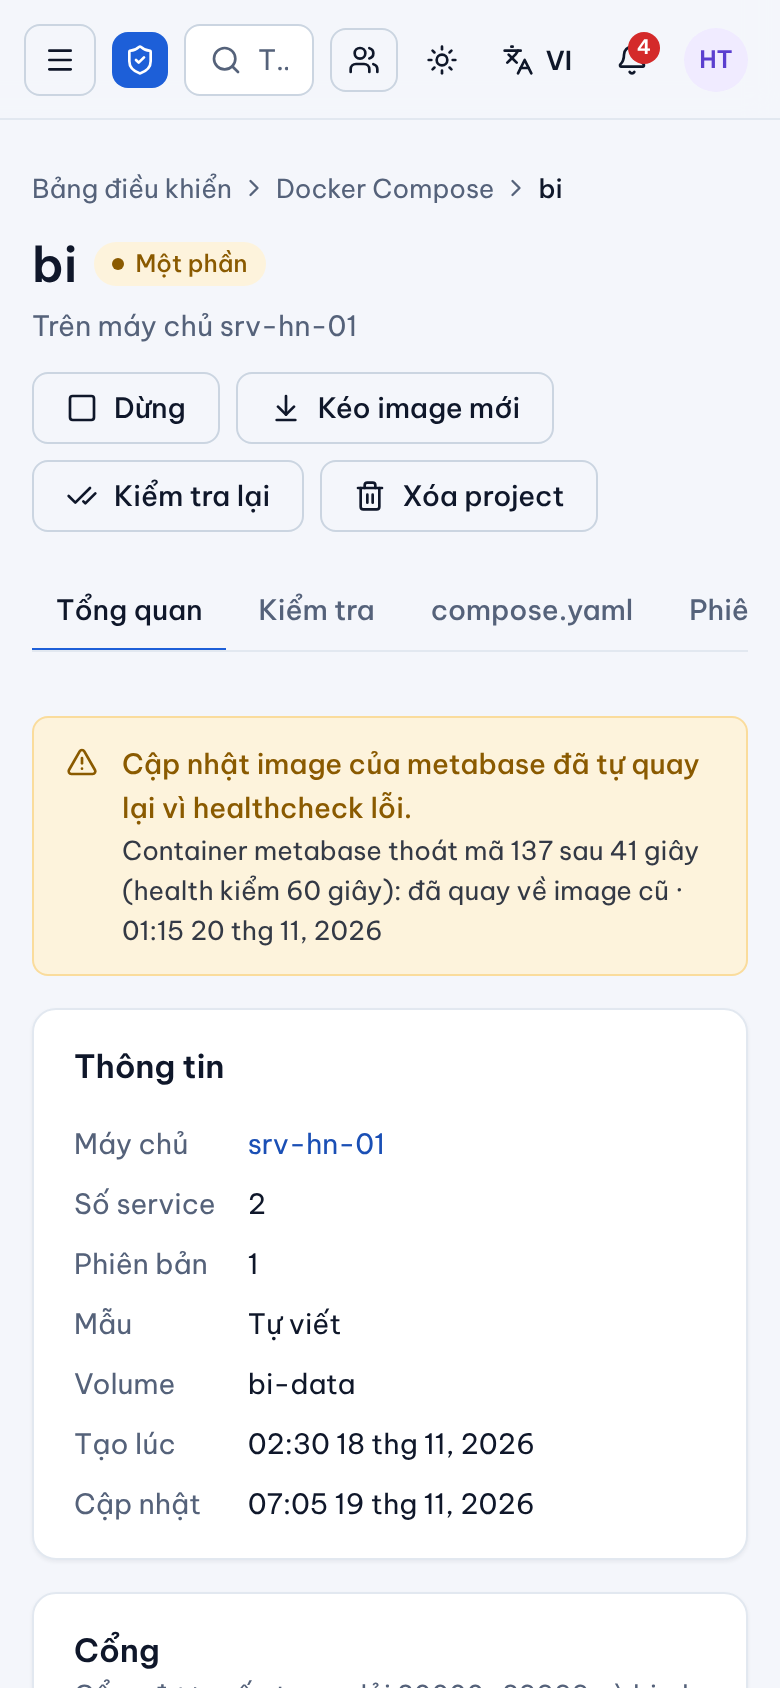 T..
VI
4
HT
Bảng điều khiển > Docker Compose > bi
bi
Một phần
Trên máy chủ srv-hn-01
Dừng
Kéo image mới
Kiểm tra lại
Xóa project
Tổng quan
Kiểm tra
compose.yaml
Phiê
Cập nhật image của metabase đã tự quay
lại vì healthcheck lỗi.
Container metabase thoát mã 137 sau 41 giây
(health kiểm 60 giây): đã quay về image cũ ·
01:15 20 thg 11, 2026
Thông tin
Máy chủ srv-hn-01
Số service 2
Phiên bản 1
Mẫu Tự viết
Volume bi-data
Tạo lúc 02:30 18 thg 11, 2026
Cập nhật 07:05 19 thg 11, 2026
Cổng